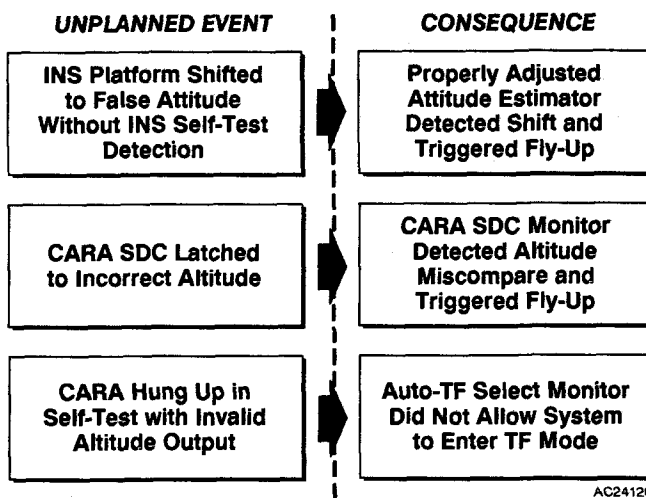 UNPLANNED EVENT
CONSEQUENCE
INS Platform Shifted
to False Attitude
Without INS Self-Test
Detection
Properly Adjusted
Attitude Estimator
Detected Shift and
Triggered Fly-Up
CARA SDC Latched
to Incorrect Altitude
CARA SDC Monitor
Detected Altitude
Miscompare and
Triggered Fly-Up
CARA Hung Up in
Self-Test with Invalid
Altitude Output
Auto-TF Select Monitor
Did Not Allow System
to Enter TF Mode